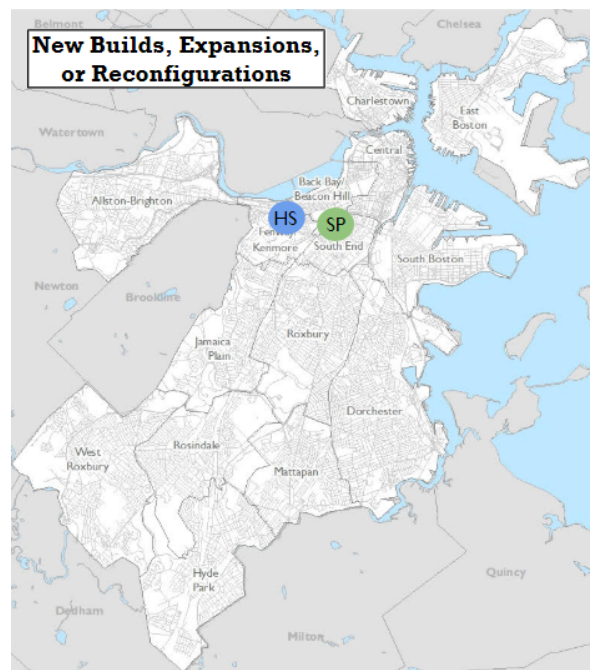 Belmont
Chelsea
New Builds, Expansions,
or Reconfigurations
Charlestown
East
Boston
Watertown
Central
Back Bay/
Beacon Hill
Allston-Brighton
HS
SP
Fenway
Kenmore
South End
South Boston
Newton
Brookline
Roxbury
Jamaica
Plain
Dorchester
West
Roxbury
Rosindale
Mattapan
Hyde
Park
Quincy
Dedham
Milton